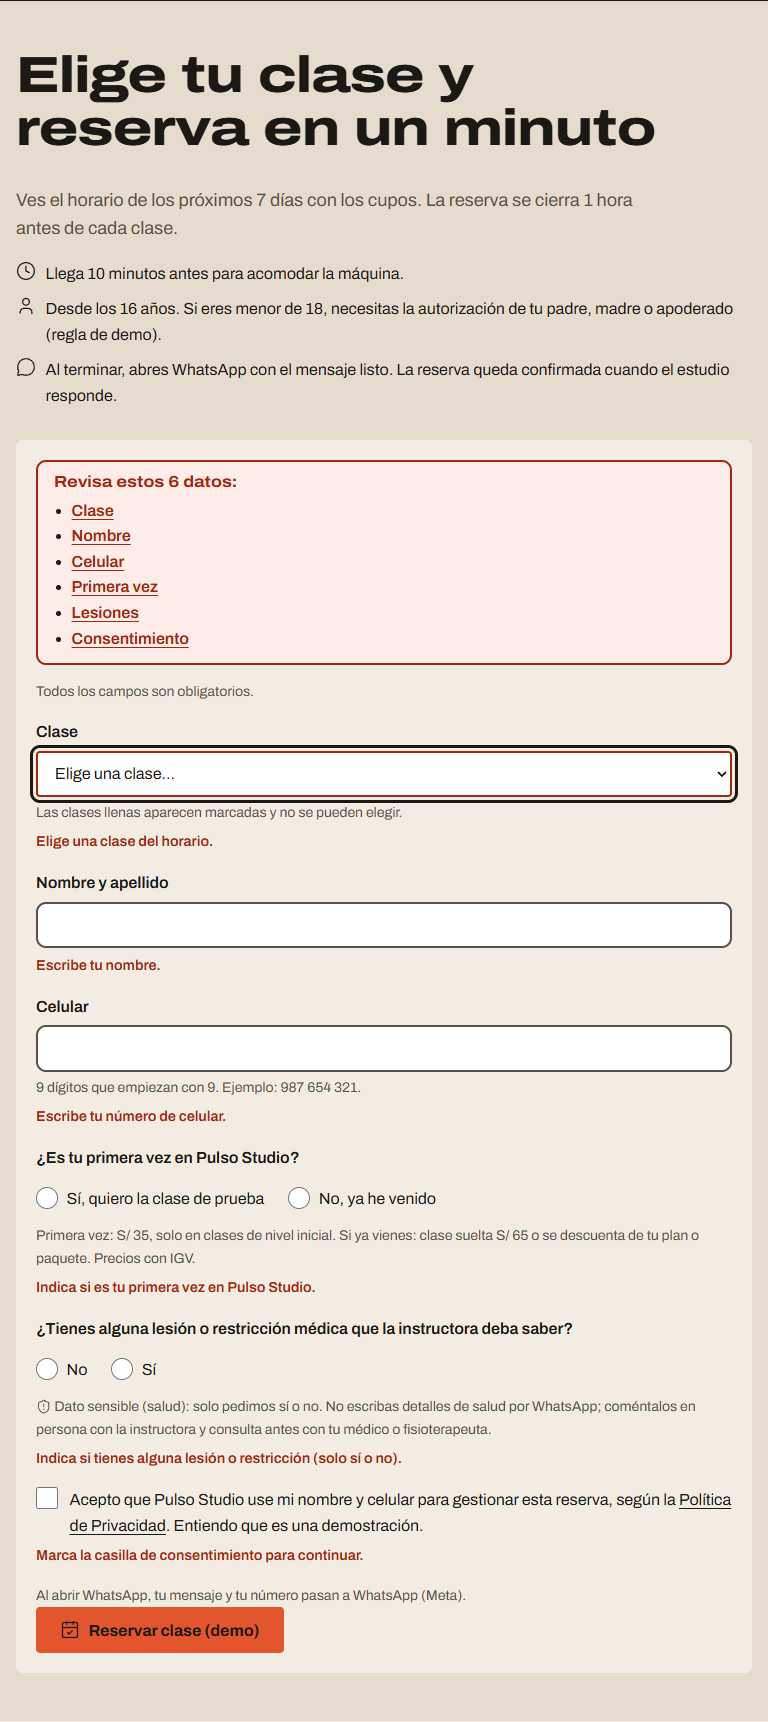 Elige tu clase y
reserva en un minuto
Ves el horario de los próximos 7 días con los cupos. La reserva se cierra 1 hora
antes de cada clase.
Llega 10 minutos antes para acomodar la máquina.
Desde los 16 años. Si eres menor de 18, necesitas la autorización de tu padre, madre o apoderado
(regla de demo).
Al terminar, abres WhatsApp con el mensaje listo. La reserva queda confirmada cuando el estudio
responde.
Revisa estos 6 datos:
• Clase
• Nombre
• Celular
• Primera vez
• Lesiones
• Consentimiento
Todos los campos son obligatorios.
Clase
Elige una clase...
Las clases llenas aparecen marcadas y no se pueden elegir.
Elige una clase del horario.
Nombre y apellido
Escribe tu nombre.
Celular
9 dígitos que empiezan con 9. Ejemplo: 987 654 321.
Escribe tu número de celular.
¿Es tu primera vez en Pulso Studio?
Sí, quiero la clase de prueba No, ya he venido
Primera vez: S/ 35, solo en clases de nivel inicial. Si ya vienes: clase suelta S/ 65 o se descuenta de tu plan o
paquete. Precios con IGV.
Indica si es tu primera vez en Pulso Studio.
¿Tienes alguna lesión o restricción médica que la instructora deba saber?
No Sí
Dato sensible (salud): solo pedimos sí o no. No escribas detalles de salud por WhatsApp; coméntalos en
persona con la instructora y consulta antes con tu médico o fisioterapeuta.
Indica si tienes alguna lesión o restricción (solo sí o no).
Acepto que Pulso Studio use mi nombre y celular para gestionar esta reserva, según la Política
de Privacidad. Entiendo que es una demostración.
Marca la casilla de consentimiento para continuar.
Al abrir WhatsApp, tu mensaje y tu número pasan a WhatsApp (Meta).
Reservar clase (demo)